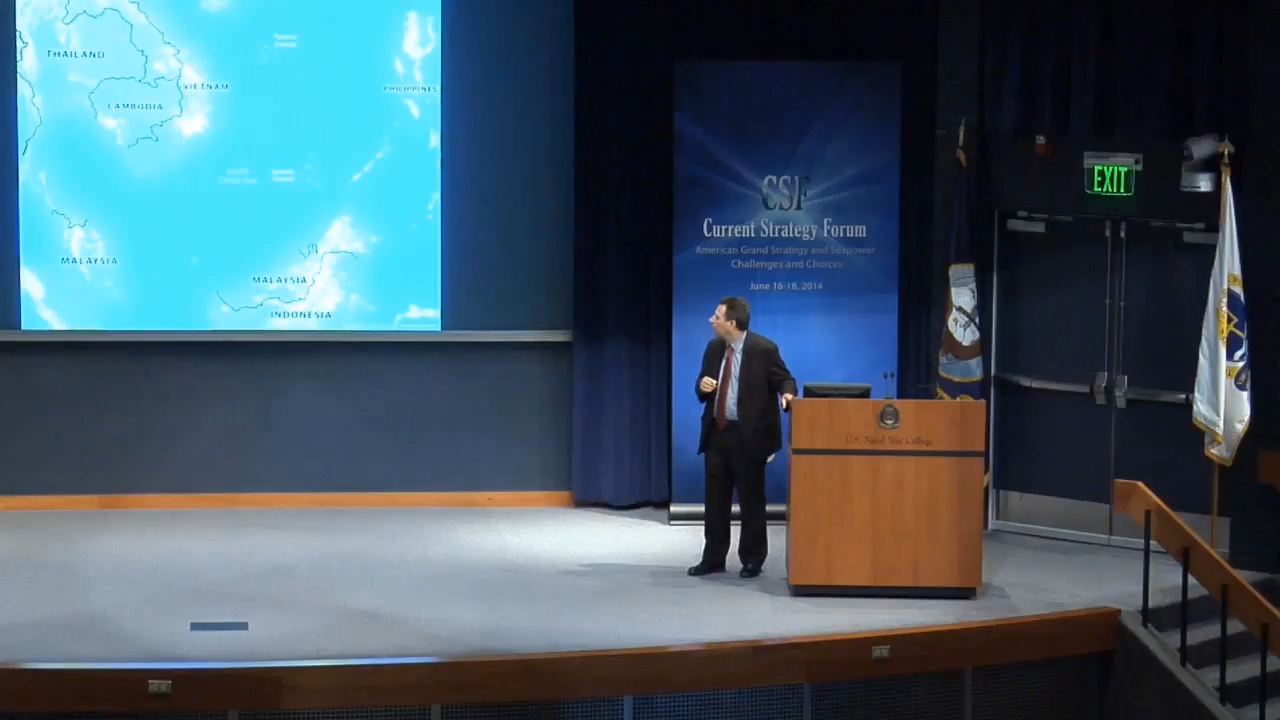 THAILAND
VIETNAM
CAMBODIA
PHILIPPINES
MALAYSIA
MALAYSIA
INDONESIA
CSF
Current Strategy Forum
American Grand Strategy and Seapower
Challenges and Choices
June 16-18, 2014
EXIT
U.S. Naval War College